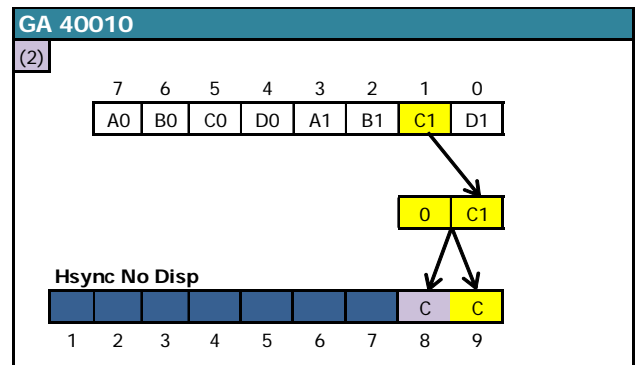 GA 40010
(2)
7 6 5 4 3 2 1 0
A0 B0 C0 D0 A1 B1 C1 D1
0 C1
Hsync No Disp
C C
1 2 3 4 5 6 7 8 9